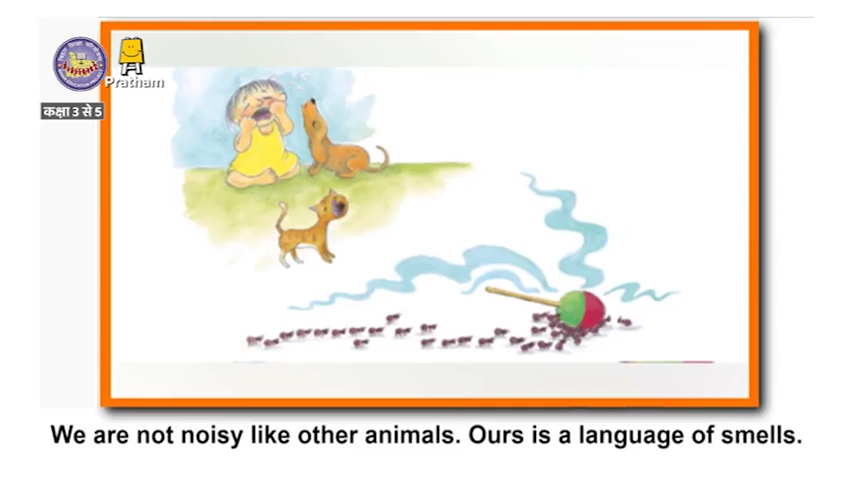 Pratham
कक्षा 3 से 5
We are not noisy like other animals. Ours is a language of smells.